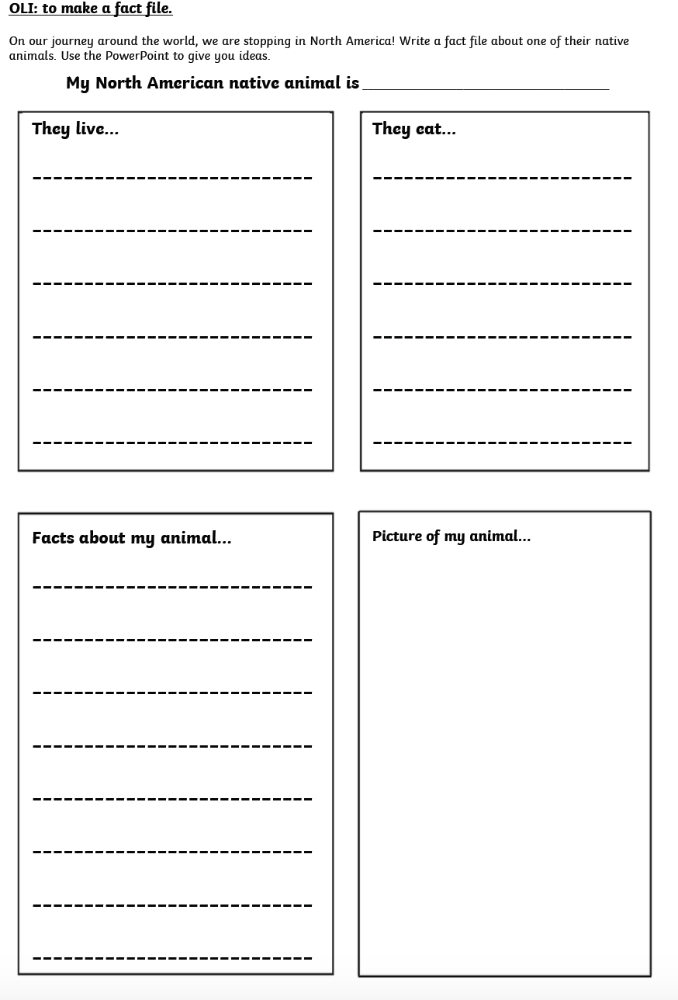 OLI: to make a fact file.
On our journey around the world, we are stopping in North America! Write a fact file about one of their native
animals. Use the PowerPoint to give you ideas.
My North American native animal is
They live...
They eat...
Facts about my animal...
Picture of my animal...